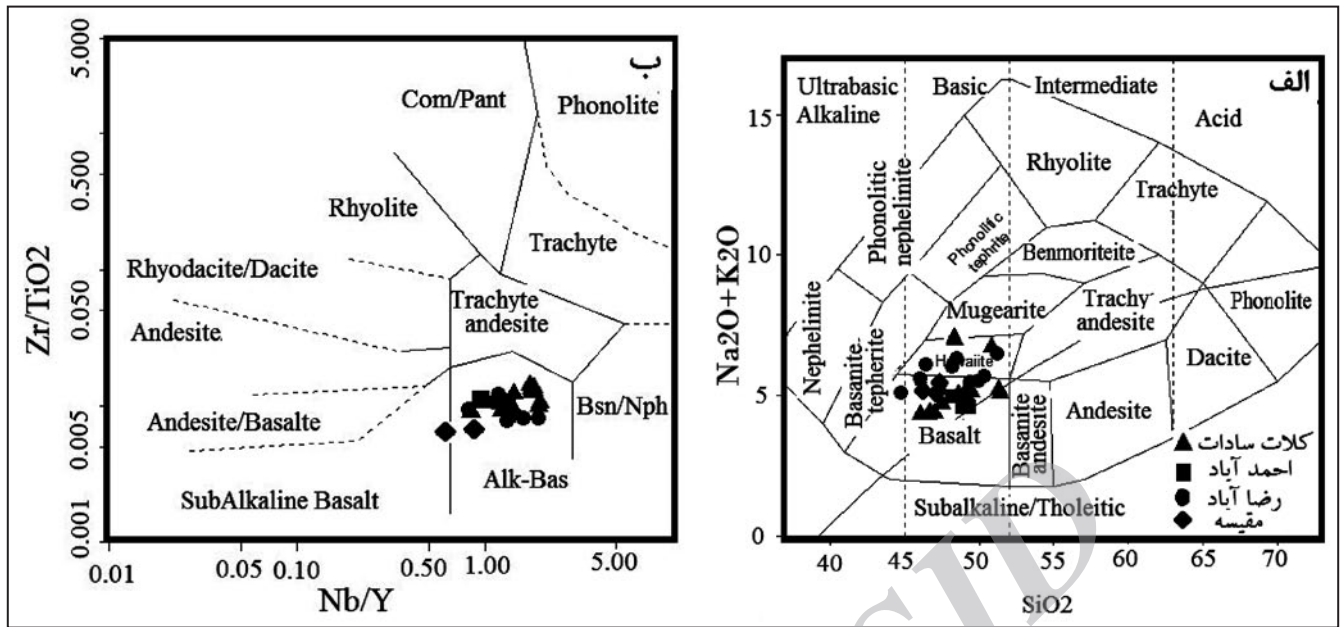 ب
Com/Pant
Phonolite
Rhyolite
Trachyte
Rhyodacite/Dacite
Trachyte
andesite
Andesite
Andesite/Basalte
Bsn/Nph
Alk-Bas
SubAlkaline Basalt
Zr/TiO2
5.000
0.500
0.050
0.005
0.001
0.01
0.05
0.10
0.50
1.00
5.00
Nb/Y
الف
Ultrabasic
Alkaline
Basic
Intermediate
Acid
Rhyolite
Trachyte
Phonolitic
nephelinite
Phonolitic
tephrite
Benmoriteite
Mugearite
Trachy
andesite
Phonolite
Nephelinite
Basanite
tepherite
Dacite
Basalt
Basanite
andesite
Andesite
Subalkaline/Tholeitic
كلات سادات
احمد آباد
رضا آباد
مقیسه
Na2O+K2O
15
10
5
0
40
45
50
55
60
65
70
SiO2